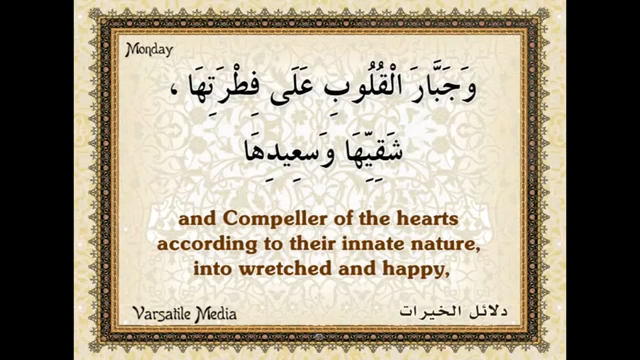 Monday
وَجَبَّارَ الْقُلُوبِ عَلَى فِطْرَتِهَا ،
شَقِيِّهَا وَسَعِيدِهَا
and Compeller of the hearts
according to their innate nature,
into wretched and happy,
Varsatile Media
دلائل الخيرات